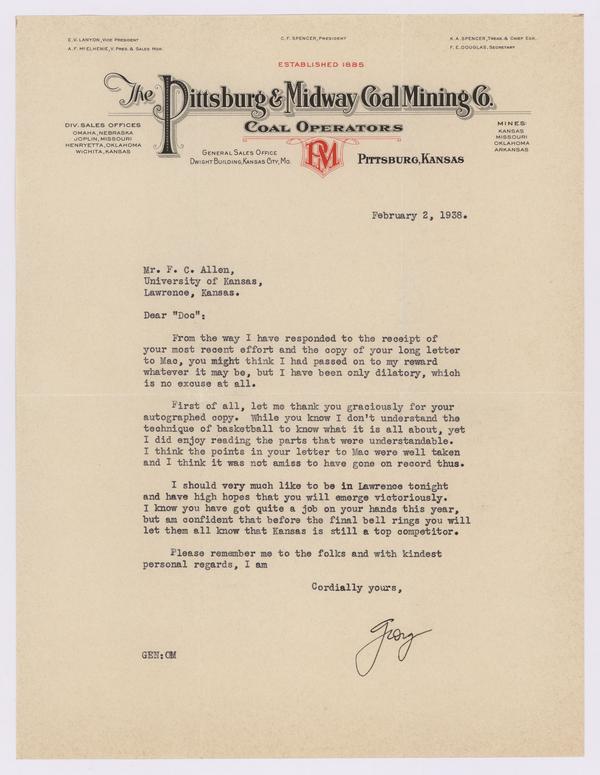 E. V. LANYON, VICE PRESIDENT
A. F. McELHENIE, V. PRES. & SALES MGR.
C. F. SPENCER, PRESIDENT
K. A. SPENCER, TREAS. & CHIEF EGR.
F. E. DOUGLAS, SECRETARY
ESTABLISHED 1885
The Pittsburg & Midway Coal Mining Co.
COAL OPERATORS
DIV. SALES OFFICES
OMAHA, NEBRASKA
JOPLIN, MISSOURI
HENRYETTA, OKLAHOMA
WICHITA, KANSAS
GENERAL SALES OFFICE
DWIGHT BUILDING, KANSAS CITY, MO.
PM
PITTSBURG, KANSAS
MINES:
KANSAS
MISSOURI
OKLAHOMA
ARKANSAS
February 2, 1938.
Mr. F. C. Allen,
University of Kansas,
Lawrence, Kansas.
Dear "Doc":
From the way I have responded to the receipt of
your most recent effort and the copy of your long letter
to Mac, you might think I had passed on to my reward
whatever it may be, but I have been only dilatory, which
is no excuse at all.
First of all, let me thank you graciously for your
autographed copy. While you know I don't understand the
technique of basketball to know what it is all about, yet
I did enjoy reading the parts that were understandable.
I think the points in your letter to Mac were well taken
and I think it was not amiss to have gone on record thus.
I should very much like to be in Lawrence tonight
and have high hopes that you will emerge victoriously.
I know you have got quite a job on your hands this year,
but am confident that before the final bell rings you will
let them all know that Kansas is still a top competitor.
Please remember me to the folks and with kindest
personal regards, I am
Cordially yours,
GEN:OM